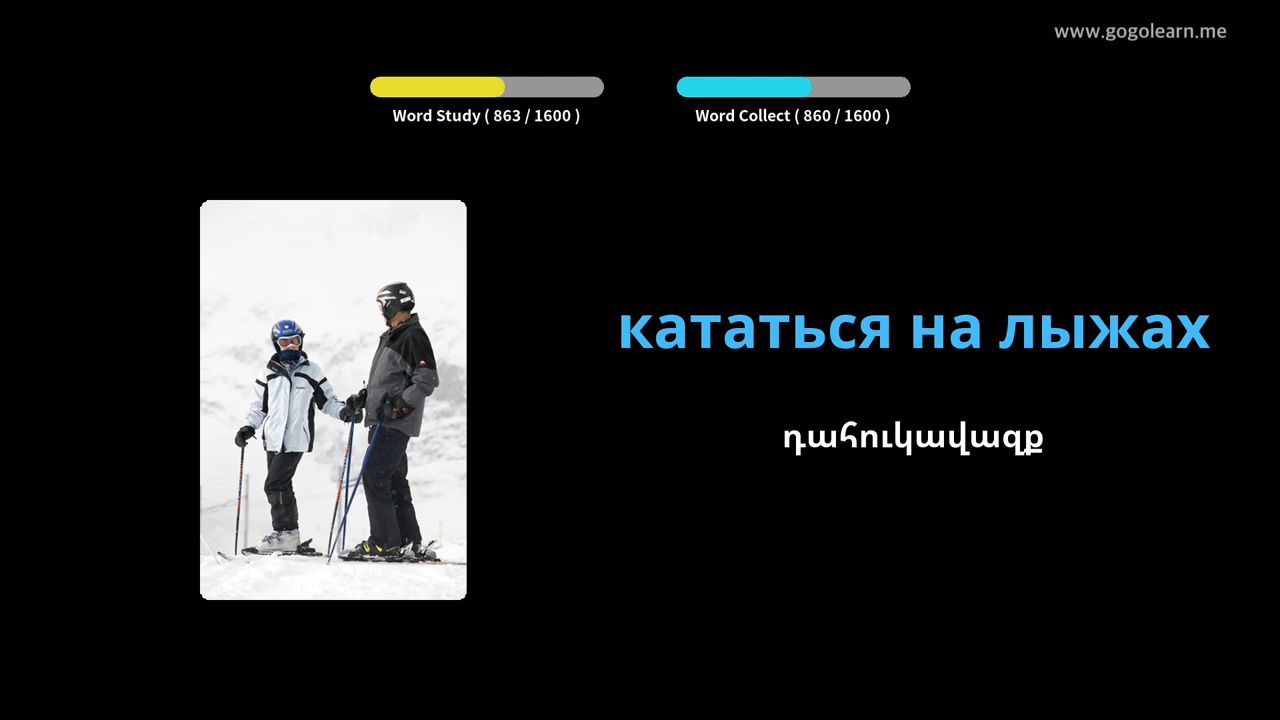 www.gogolearn.me
Word Study ( 863 / 1600 )
Word Collect ( 860 / 1600 )
кататься на лыжах
դահուկավազք